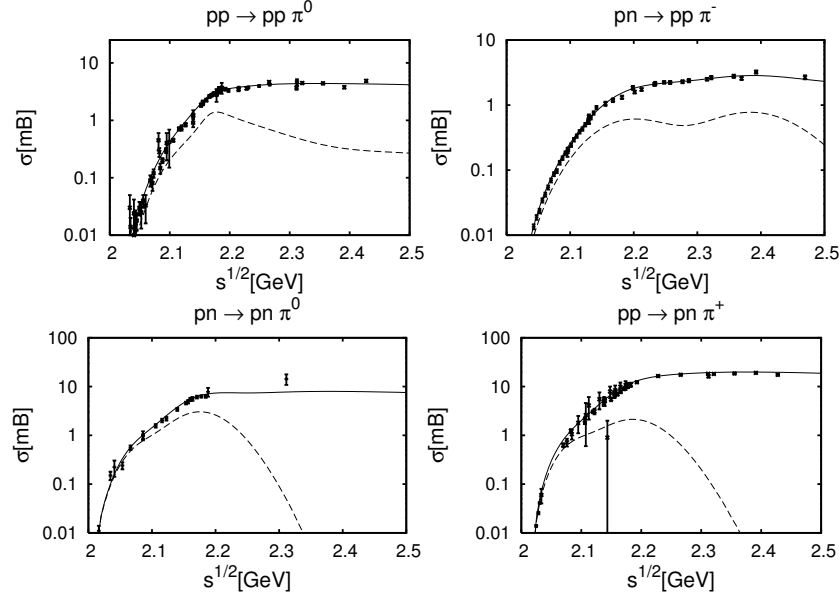 pp → pp π⁰
pn → pp π⁻
10
1
0.1
0.01
σ[mB]
2 2.1 2.2 2.3 2.4 2.5
s^1/2[GeV]
10
1
0.1
0.01
σ[mB]
2 2.1 2.2 2.3 2.4 2.5
s^1/2[GeV]
pn → pn π⁰
pp → pn π⁺
100
10
1
0.1
0.01
σ[mB]
2 2.1 2.2 2.3 2.4 2.5
s^1/2[GeV]
100
10
1
0.1
0.01
σ[mB]
2 2.1 2.2 2.3 2.4 2.5
s^1/2[GeV]